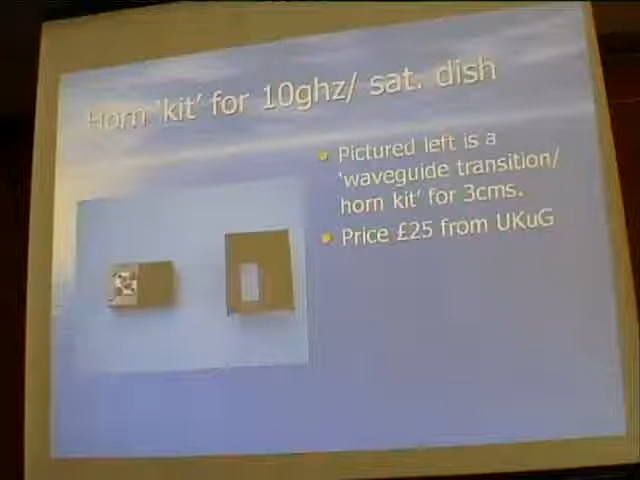 Horn 'kit' for 10ghz/ sat. dish
Pictured left is a
'waveguide transition/
horn kit' for 3cms.
Price £25 from UKuG